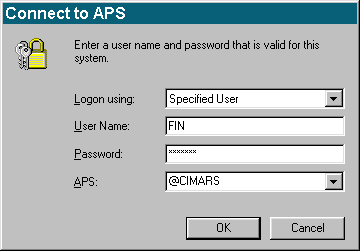 Connect to APS
Enter a user name and password that is valid for this
system.
Logon using: Specified User
User Name: FIN
Password: *******
APS: @CIMARS
OK Cancel